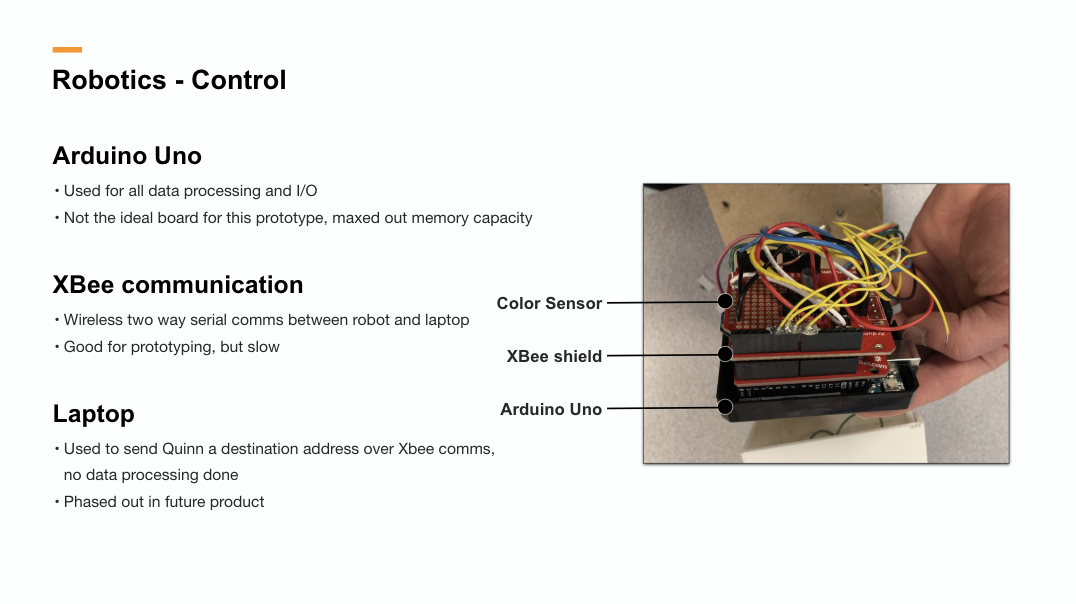 Robotics - Control
Arduino Uno
• Used for all data processing and I/O
• Not the ideal board for this prototype, maxed out memory capacity
XBee communication
• Wireless two way serial comms between robot and laptop
• Good for prototyping, but slow
Laptop
• Used to send Quinn a destination address over Xbee comms,
no data processing done
• Phased out in future product
Color Sensor
XBee shield
Arduino Uno